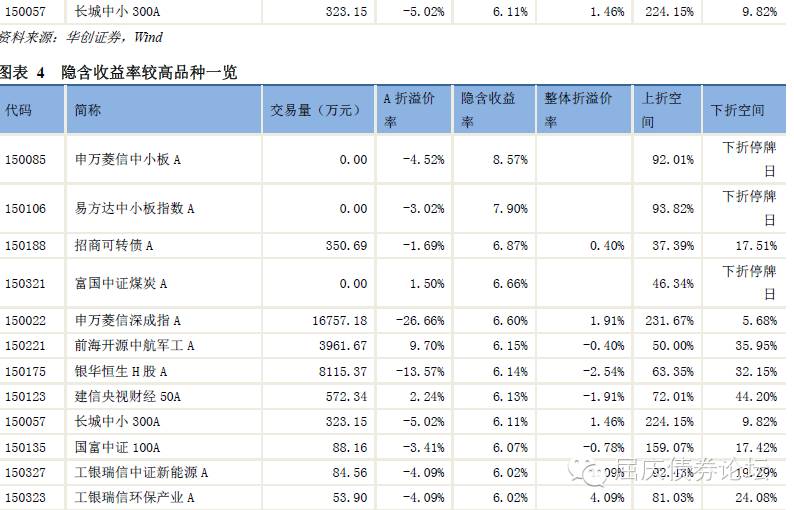 150057 长城中小 300A 323.15 -5.02% 6.11% 1.46% 224.15% 9.82%
资料来源：华创证券，Wind
图表 4 隐含收益率较高品种一览
代码 简称 交易量（万元） A 折溢价率 隐含收益率 整体折溢价率 上折空间 下折空间
150085 申万菱信中小板 A 0.00 -4.52% 8.57% 92.01% 下折停牌日
150106 易方达中小板指数 A 0.00 -3.02% 7.90% 93.82% 下折停牌日
150188 招商可转债 A 350.69 -1.69% 6.87% 0.40% 37.39% 17.51%
150321 富国中证煤炭 A 0.00 1.50% 6.66% 46.34% 下折停牌日
150022 申万菱信深成指 A 16757.18 -26.66% 6.60% 1.91% 231.67% 5.68%
150221 前海开源中航军工 A 3961.67 9.70% 6.15% -0.40% 50.00% 35.95%
150175 银华恒生 H 股 A 8115.37 -13.57% 6.14% -2.54% 63.35% 32.15%
150123 建信央视财经 50A 572.34 2.24% 6.13% -1.91% 72.01% 44.20%
150057 长城中小 300A 323.15 -5.02% 6.11% 1.46% 224.15% 9.82%
150135 国富中证 100A 88.16 -3.41% 6.07% -0.78% 159.07% 17.42%
150327 工银瑞信中证新能源 A 84.56 -4.09% 6.02%
150323 工银瑞信环保产业 A 53.90 -4.09% 6.02% 4.09% 81.03% 24.08%
屈庆债券论坛